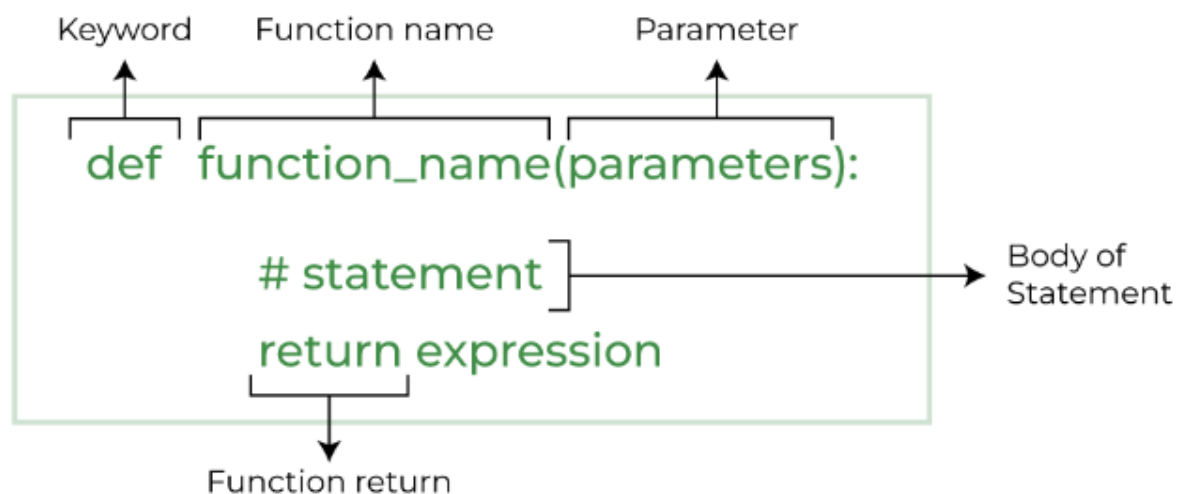 Keyword Function name Parameter
def function_name(parameters):
# statement
Body of
Statement
return expression
Function return